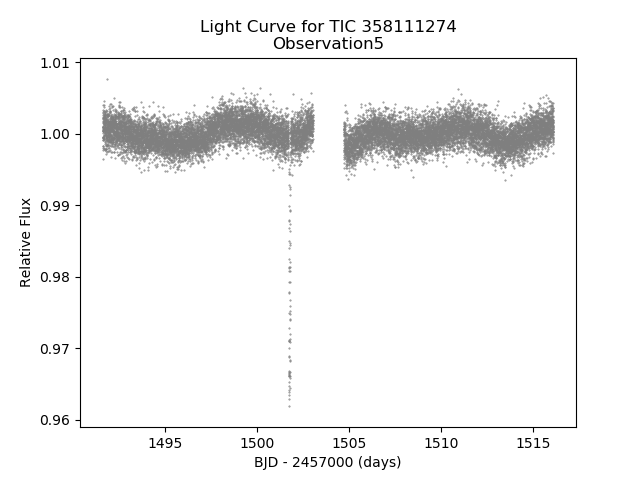 Light Curve for TIC 358111274
Observation5
1.01
1.00
0.99
0.98
0.97
0.96
Relative Flux
1495
1500
1505
1510
1515
BJD - 2457000 (days)